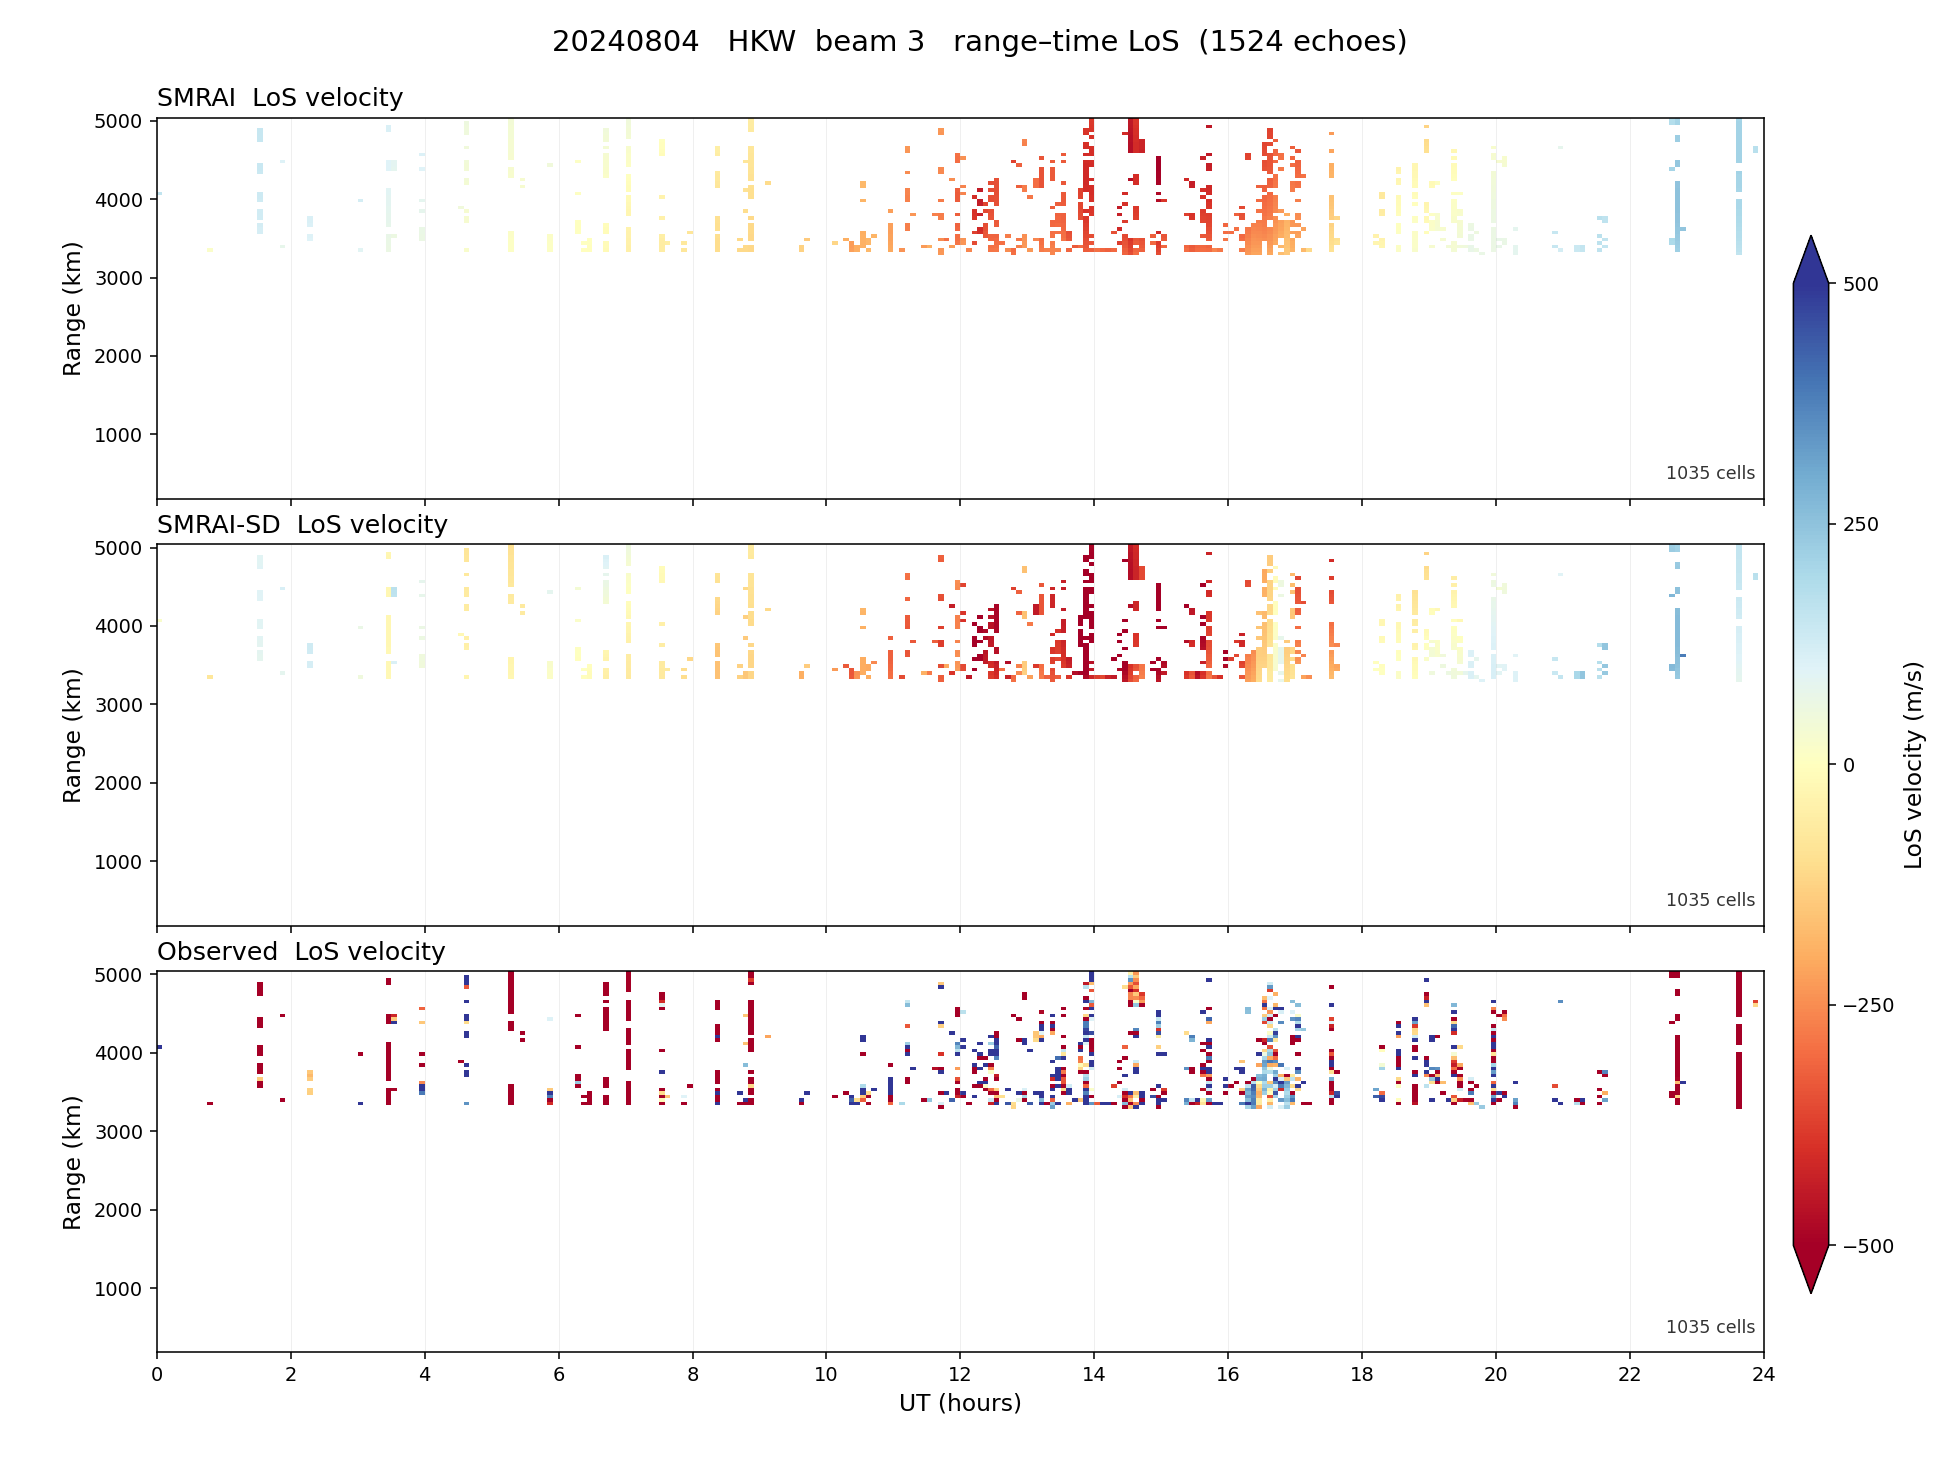 20240804   HKW  beam 3   range–time LoS  (1524 echoes)
SMRAI  LoS velocity
5000
4000
3000
2000
1000
Range (km)
1035 cells
SMRAI-SD  LoS velocity
5000
4000
3000
2000
1000
Range (km)
1035 cells
Observed  LoS velocity
5000
4000
3000
2000
1000
Range (km)
1035 cells
0 2 4 6 8 10 12 14 16 18 20 22 24
UT (hours)
500
250
0
−250
−500
LoS velocity (m/s)